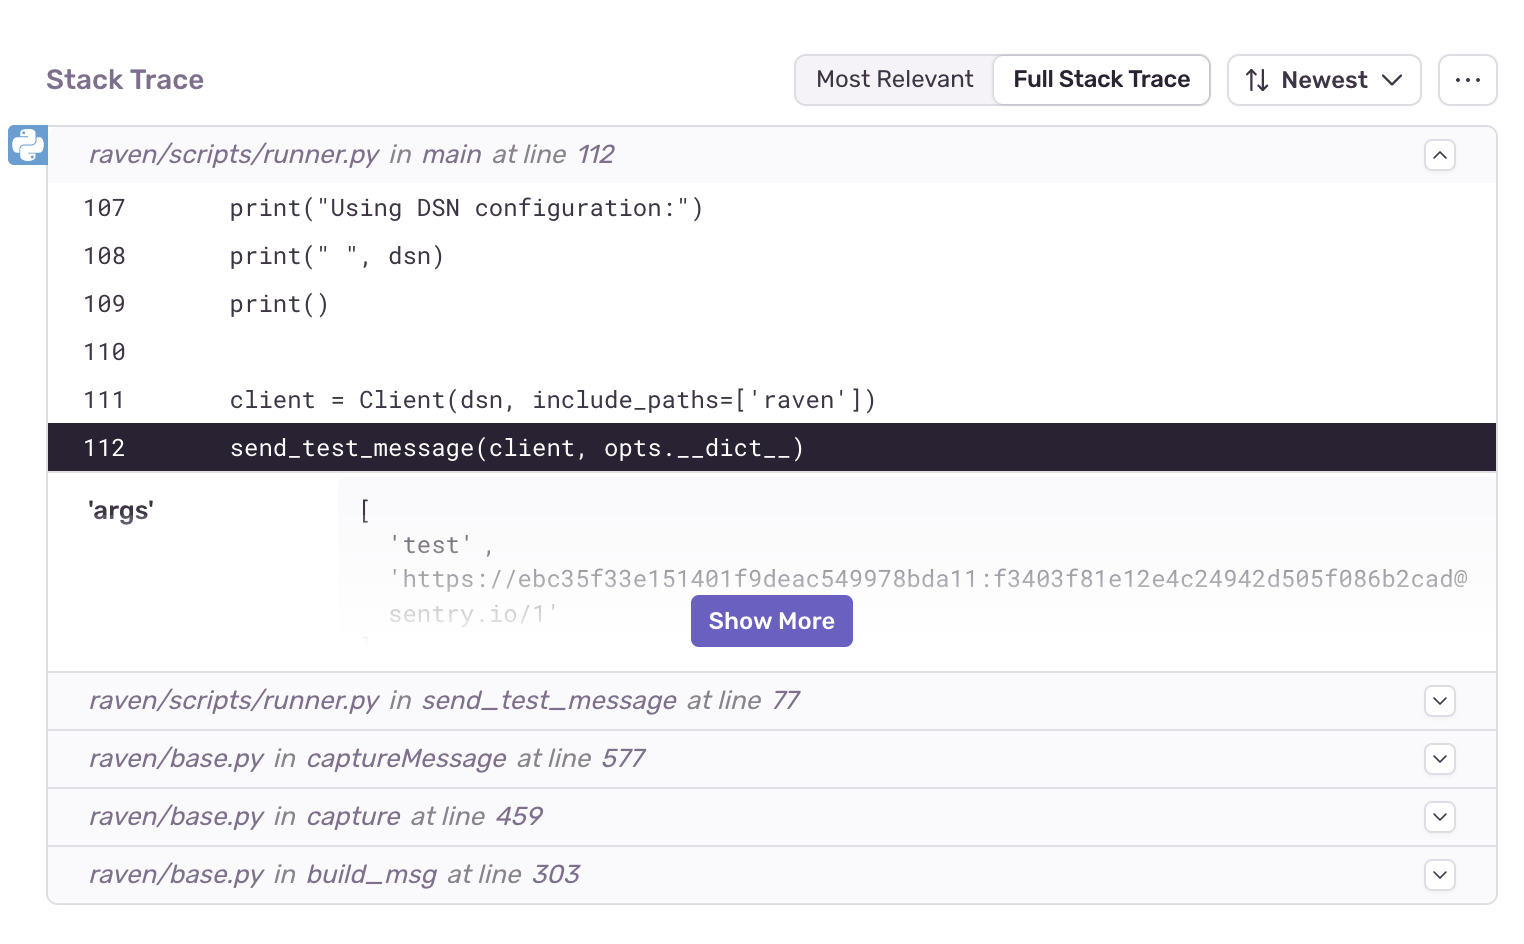 Stack Trace
Most Relevant Full Stack Trace Newest ...
raven/scripts/runner.py in main at line 112
107 print("Using DSN configuration:")
108 print(" ", dsn)
109 print()
110
111 client = Client(dsn, include_paths=['raven'])
112 send_test_message(client, opts.__dict__)
'args' [
'test' ,
'https://ebc35f33e151401f9deac549978bda11:f3403f81e12e4c24942d505f086b2cad@
sentry.io/1'
Show More
]
raven/scripts/runner.py in send_test_message at line 77
raven/base.py in captureMessage at line 577
raven/base.py in capture at line 459
raven/base.py in build_msg at line 303